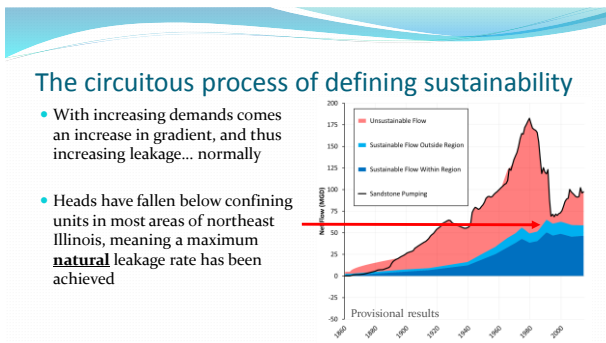 The circuitous process of defining sustainability
• With increasing demands comes
an increase in gradient, and thus
increasing leakage... normally
• Heads have fallen below confining
units in most areas of northeast
Illinois, meaning a maximum
natural leakage rate has been
achieved
200
175
150
125
100
75
50
25
0
-25
-50
Net Flow (MGD)
Unsustainable Flow
Sustainable Flow Outside Region
Sustainable Flow Within Region
Sandstone Pumping
Provisional results
1860
1880
1900
1920
1940
1960
1980
2000